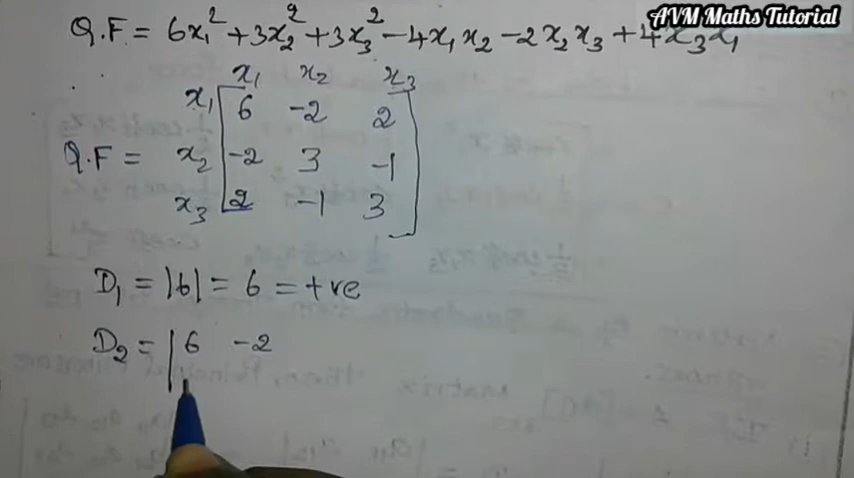 AVM Maths Tutorial
Q.F = 6x₁² + 3x₂² + 3x₃² - 4x₁x₂ - 2x₂x₃ + 4x₃x₁
x₁ x₂ x₃
x₁ [ 6 -2 2 ]
Q.F = x₂ [ -2 3 -1 ]
x₃ [ 2 -1 3 ]
D₁ = |6| = 6 = +ve
D₂ = | 6 -2